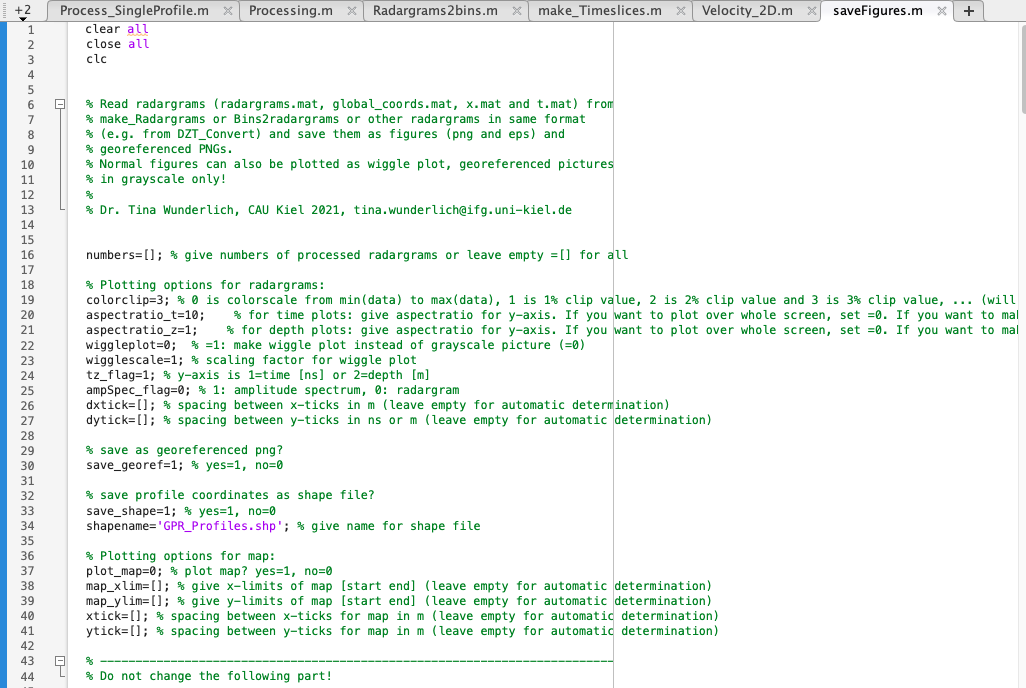 +2 Process_SingleProfile.m × Processing.m × Radargrams2bins.m × make_Timeslices.m × Velocity_2D.m × saveFigures.m × +
1 clear all
2 close all
3 clc
4
5
6 % Read radargrams (radargrams.mat, global_coords.mat, x.mat and t.mat) from
7 % make_Radargrams or Bins2radargrams or other radargrams in same format
8 % (e.g. from DZT_Convert) and save them as figures (png and eps) and
9 % georeferenced PNGs.
10 % Normal figures can also be plotted as wiggle plot, georeferenced pictures
11 % in grayscale only!
12 %
13 % Dr. Tina Wunderlich, CAU Kiel 2021, tina.wunderlich@ifg.uni-kiel.de
14
15
16 numbers=[]; % give numbers of processed radargrams or leave empty =[] for all
17
18 % Plotting options for radargrams:
19 colorclip=3; % 0 is colorscale from min(data) to max(data), 1 is 1% clip value, 2 is 2% clip value and 3 is 3% clip value, ... (will
20 aspectratio_t=10; % for time plots: give aspectratio for y-axis. If you want to plot over whole screen, set =0. If you want to
21 aspectratio_z=1; % for depth plots: give aspectratio for y-axis. If you want to plot over whole screen, set =0. If you want to
22 wiggleplot=0; % =1: make wiggle plot instead of grayscale picture (=0)
23 wigglescale=1; % scaling factor for wiggle plot
24 tz_flag=1; % y-axis is 1=time [ns] or 2=depth [m]
25 ampSpec_flag=0; % 1: amplitude spectrum, 0: radargram
26 dxtick=[]; % spacing between x-ticks in m (leave empty for automatic determination)
27 dytick=[]; % spacing between y-ticks in ns or m (leave empty for automatic determination)
28
29 % save as georeferenced png?
30 save_georef=1; % yes=1, no=0
31
32 % save profile coordinates as shape file?
33 save_shape=1; % yes=1, no=0
34 shapename='GPR_Profiles.shp'; % give name for shape file
35
36 % Plotting options for map:
37 plot_map=0; % plot map? yes=1, no=0
38 map_xlim=[]; % give x-limits of map [start end] (leave empty for automatic determination)
39 map_ylim=[]; % give y-limits of map [start end] (leave empty for automatic determination)
40 xtick=[]; % spacing between x-ticks for map in m (leave empty for automatic determination)
41 ytick=[]; % spacing between y-ticks for map in m (leave empty for automatic determination)
42
43 % -------------------------------------------------------------------------
44 % Do not change the following part!